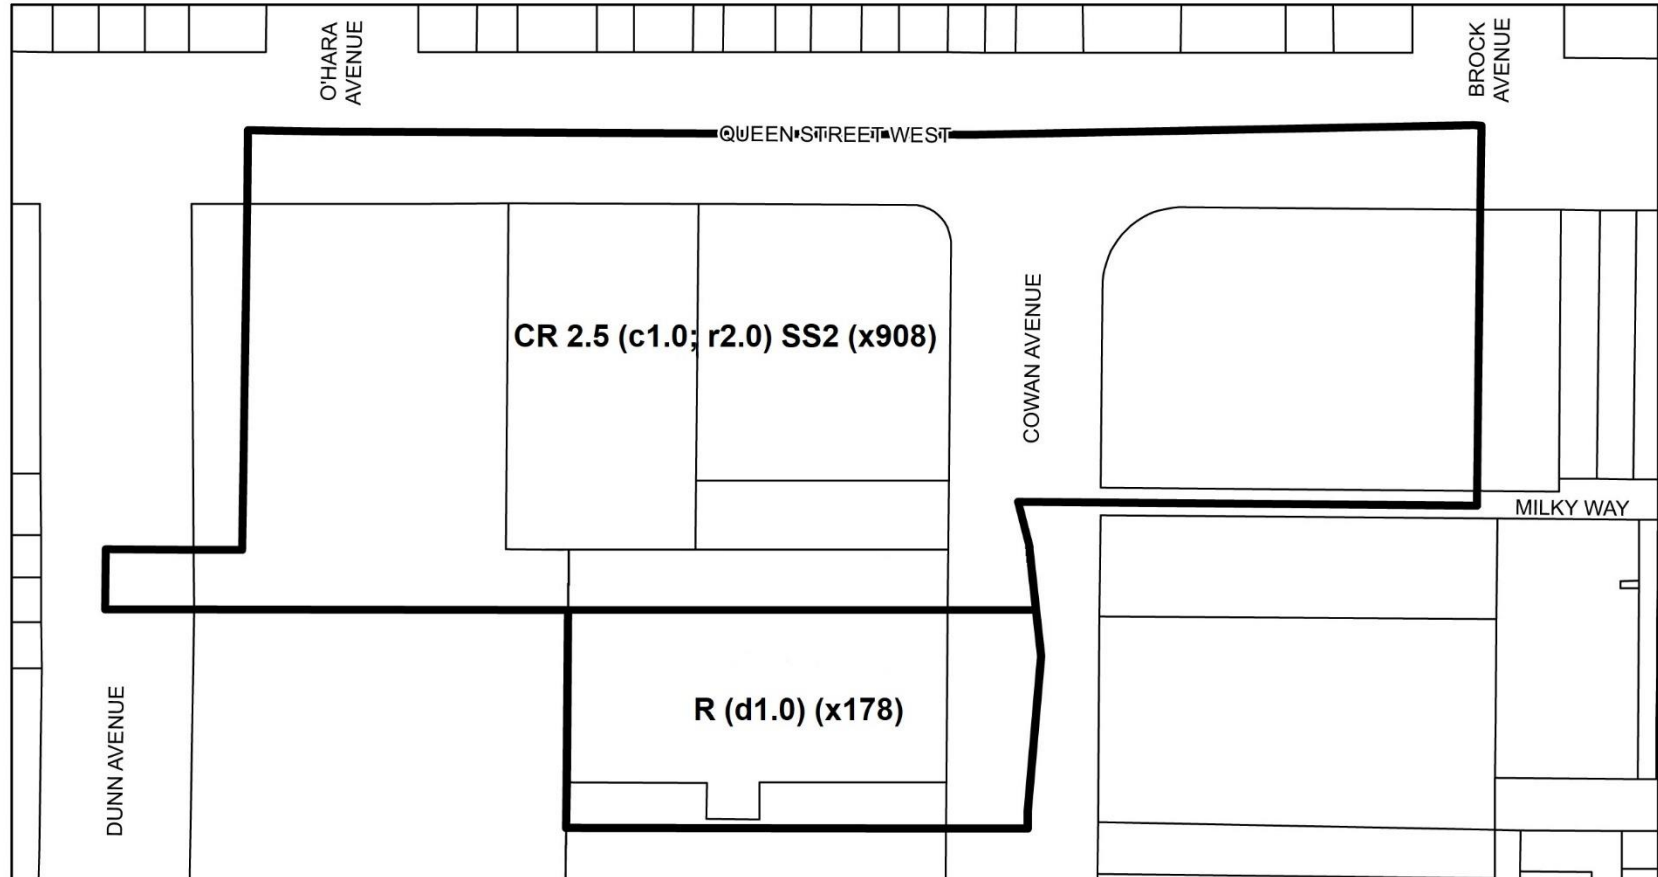 O'HARA
AVENUE
BROCK
AVENUE
QUEEN STREET WEST
CR 2.5 (c1.0; r2.0) SS2 (x908)
COWAN AVENUE
MILKY WAY
R (d1.0) (x178)
DUNN AVENUE